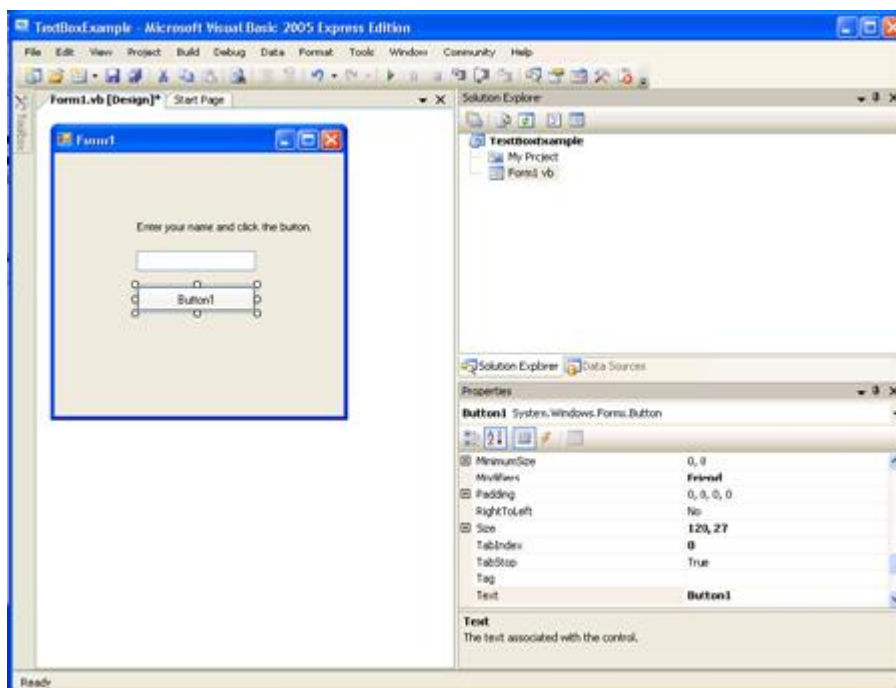 TextBoxExample - Microsoft Visual Basic 2005 Express Edition
File Edit View Project Build Debug Data Format Tools Window Community Help
Toolbox
Form1.vb [Design]* Start Page
Form1
Enter your name and click the button.
Button1
Solution Explorer
TextBoxExample
My Project
Form1.vb
Solution Explorer Data Sources
Properties
Button1 System.Windows.Forms.Button
MinimumSize 0, 0
Modifiers Friend
Padding 0, 0, 0, 0
RightToLeft No
Size 120, 27
TabIndex 0
TabStop True
Tag
Text Button1
Text
The text associated with the control.
Ready